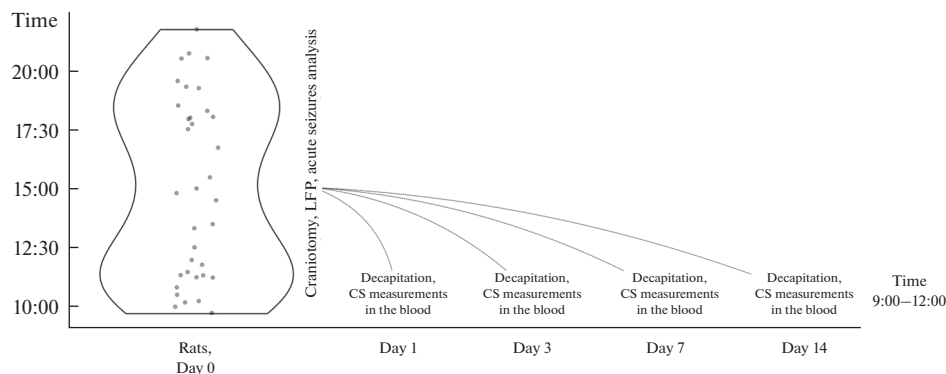 Time
20:00
17:30
15:00
12:30
10:00
Craniotomy, LFP, acute seizures analysis
Decapitation,
CS measurements
in the blood
Decapitation,
CS measurements
in the blood
Decapitation,
CS measurements
in the blood
Decapitation,
CS measurements
in the blood
Time
9:00–12:00
Rats,
Day 0
Day 1
Day 3
Day 7
Day 14